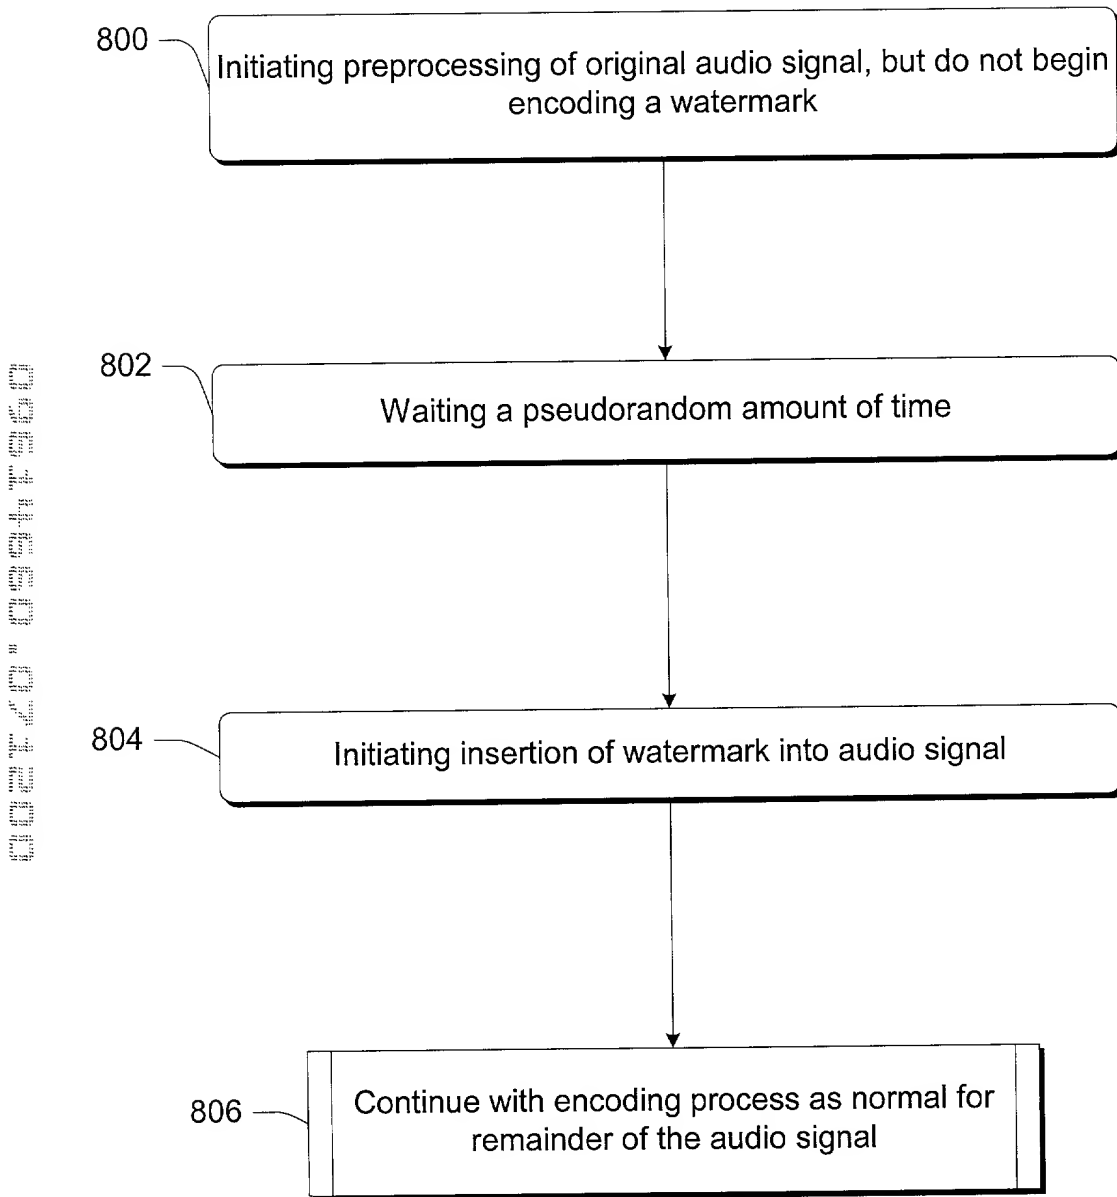 800
Initiating preprocessing of original audio signal, but do not begin
encoding a watermark
802
Waiting a pseudorandom amount of time
804
Initiating insertion of watermark into audio signal
806
Continue with encoding process as normal for
remainder of the audio signal